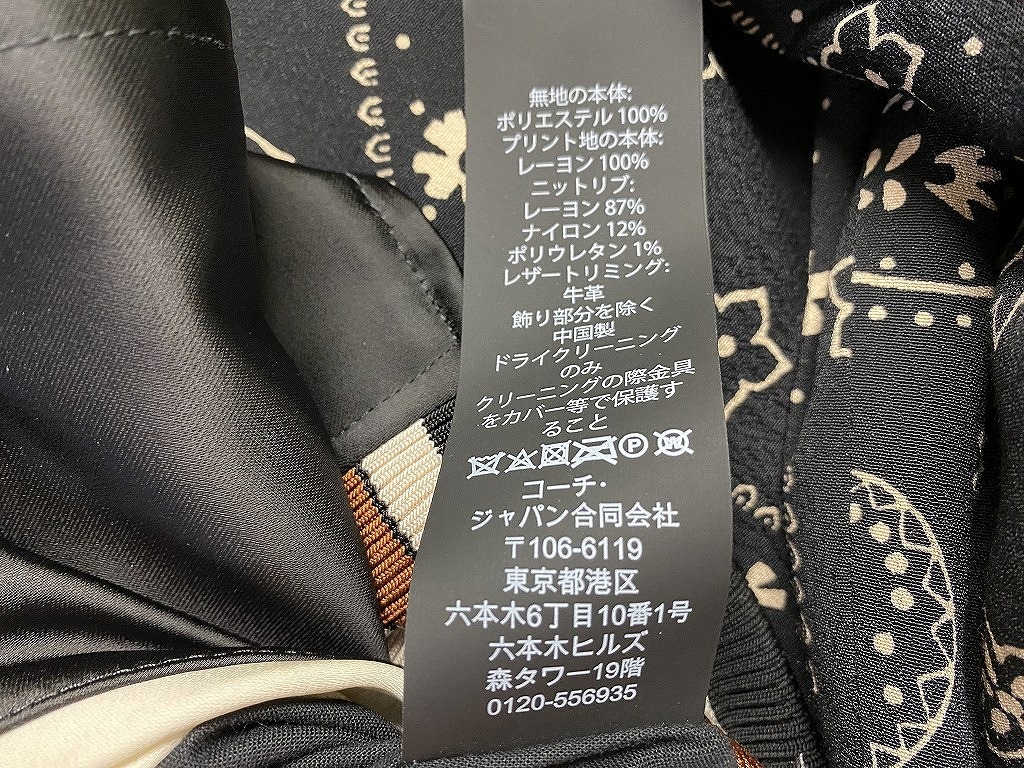 無地の本体:
ポリエステル 100%
プリント地の本体:
レーヨン 100%
ニットリブ:
レーヨン 87%
ナイロン 12%
ポリウレタン 1%
レザートリミング:
牛革
飾り部分を除く
中国製
ドライクリーニング
のみ
クリーニングの際金具
をカバー等で保護す
ること
P W
コーチ・
ジャパン合同会社
〒106-6119
東京都港区
六本木6丁目10番1号
六本木ヒルズ
森タワー19階
0120-556935